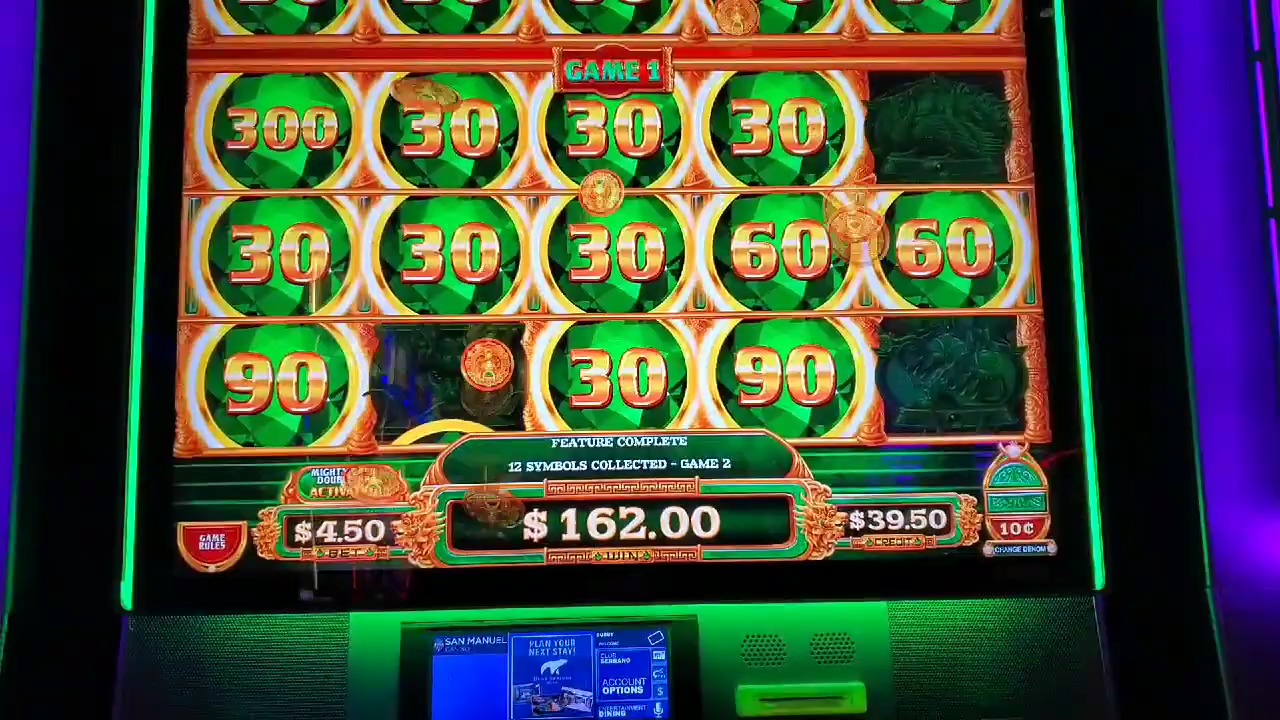 GAME 1
300 30 30 30
30 30 30 60 60
90 30 90
FEATURE COMPLETE
12 SYMBOLS COLLECTED - GAME 2
$4.50
BET
$162.00
WIN
$39.50
CREDIT
GAME
RULES
10¢
CHANGE DENOM
SAN MANUEL
PLAN YOUR
NEXT STAY!
WELCOME
CLUB
SERRANO
ACCOUNT
OPTIONS
$
ENTERTAINMENT
DINING